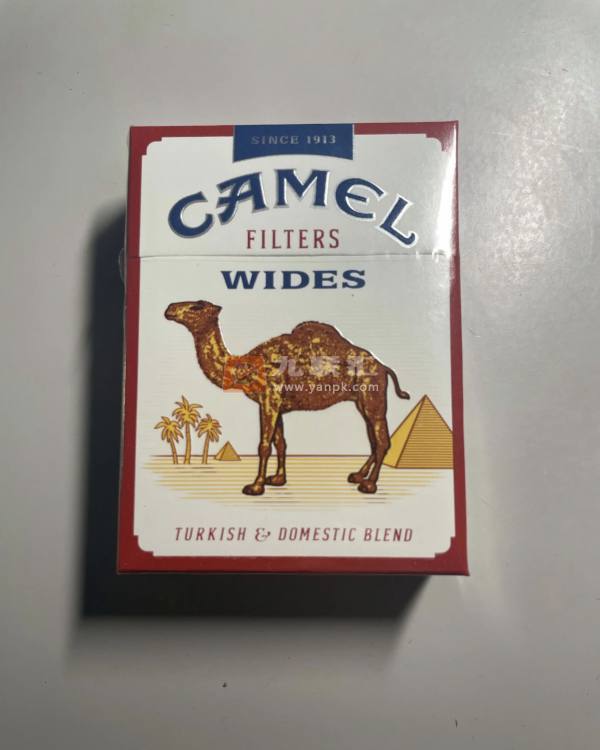 SINCE 1913
CAMEL
FILTERS
WIDES
www.yanpk.com
TURKISH & DOMESTIC BLEND